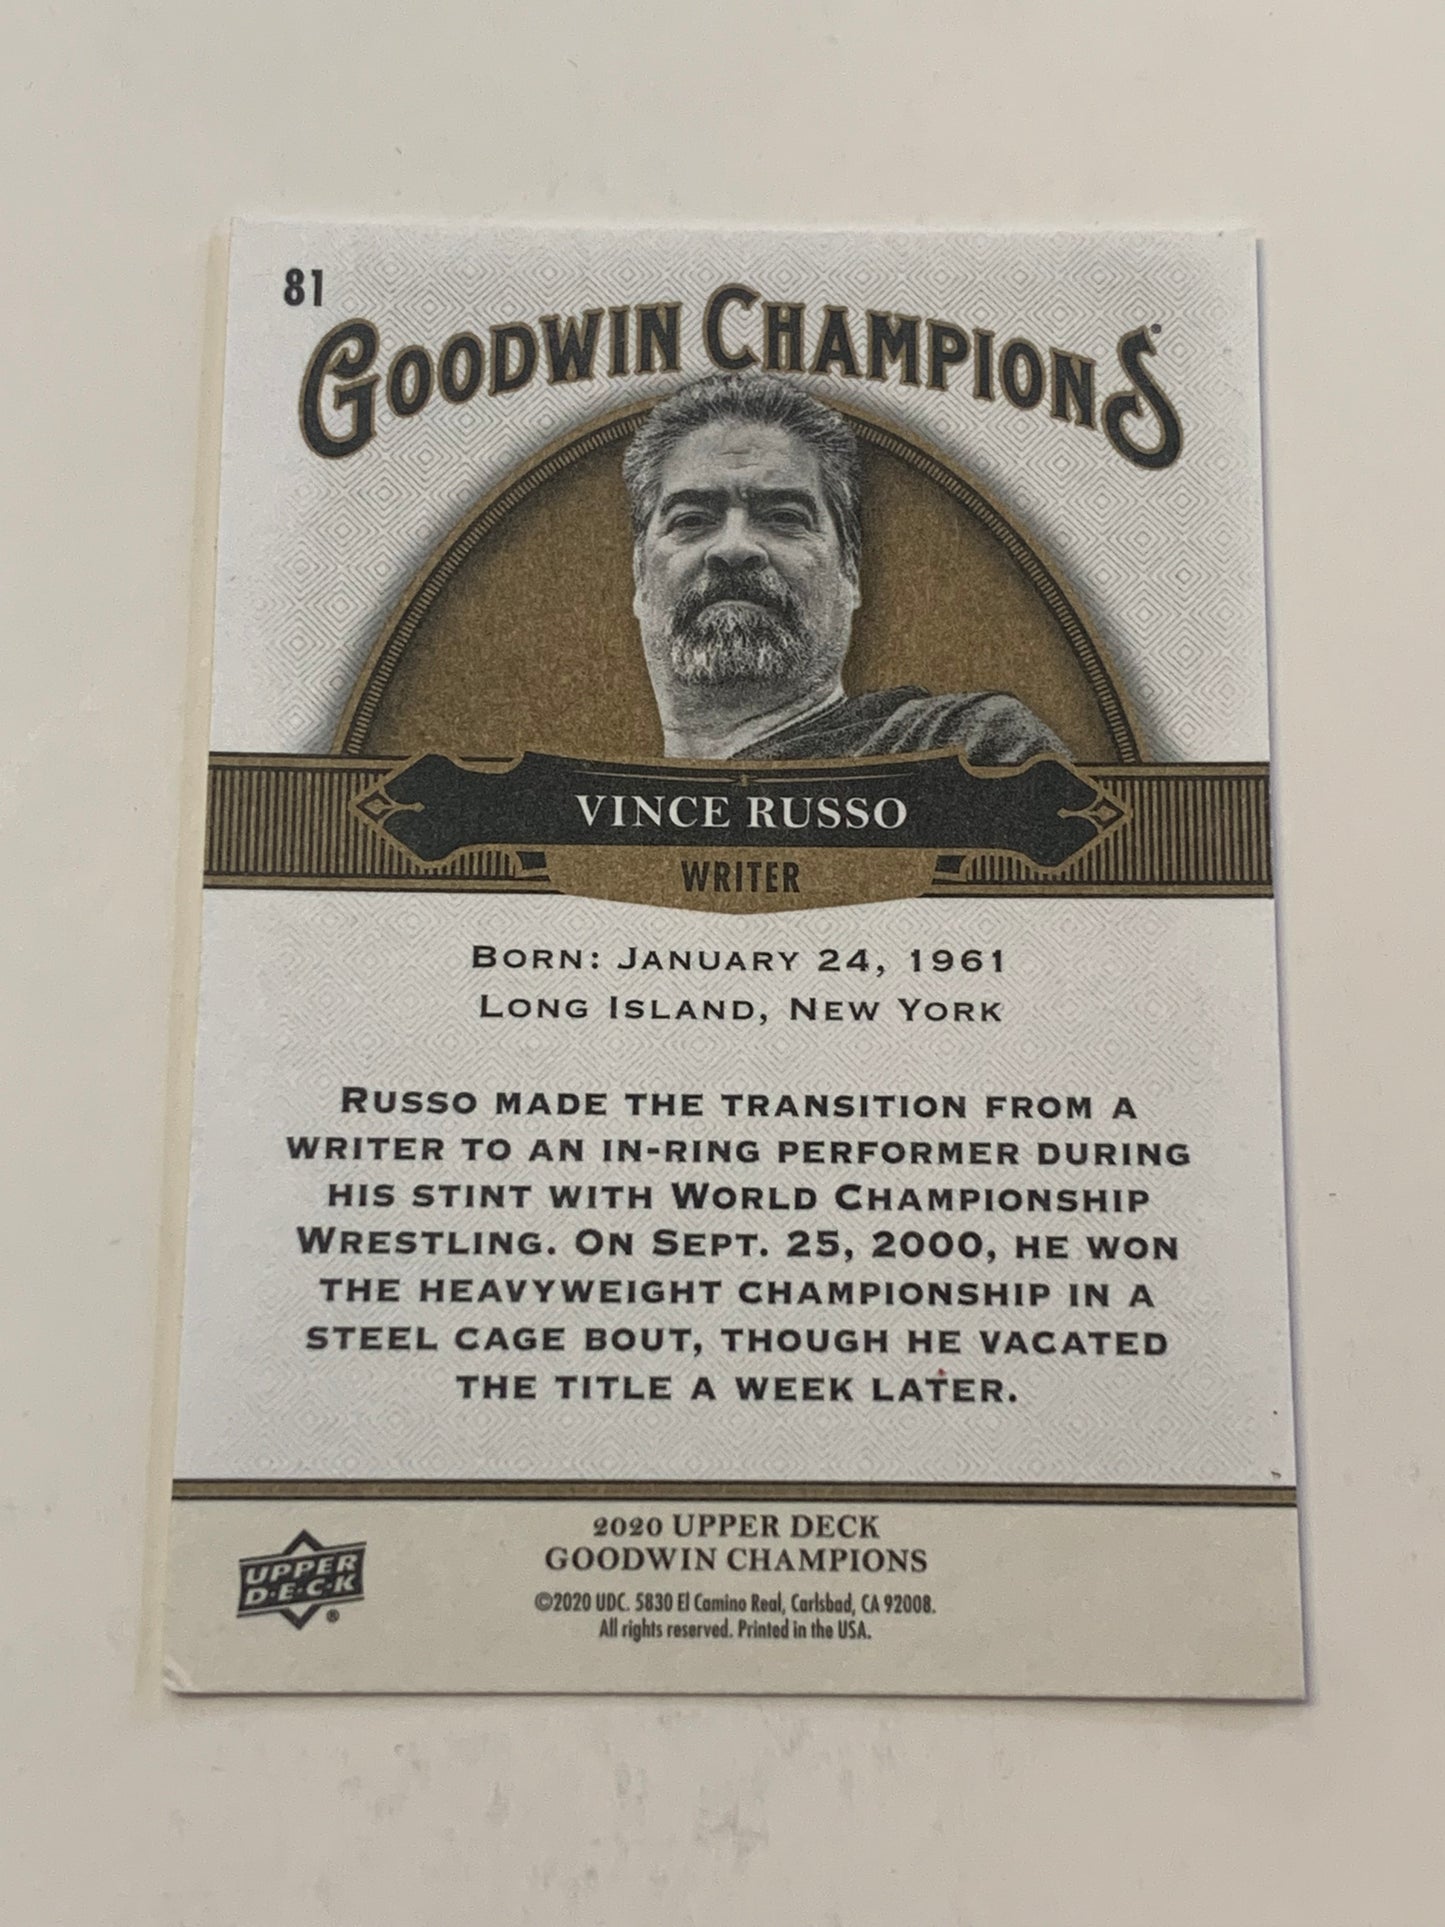 81
GOODWIN CHAMPIONS®
VINCE RUSSO
WRITER
BORN: JANUARY 24, 1961
LONG ISLAND, NEW YORK
RUSSO MADE THE TRANSITION FROM A
WRITER TO AN IN-RING PERFORMER DURING
HIS STINT WITH WORLD CHAMPIONSHIP
WRESTLING. ON SEPT. 25, 2000, HE WON
THE HEAVYWEIGHT CHAMPIONSHIP IN A
STEEL CAGE BOUT, THOUGH HE VACATED
THE TITLE A WEEK LATER.
2020 UPPER DECK
GOODWIN CHAMPIONS
©2020 UDC. 5830 El Camino Real, Carlsbad, CA 92008.
All rights reserved. Printed in the USA.
UPPER
D·E·C·K®